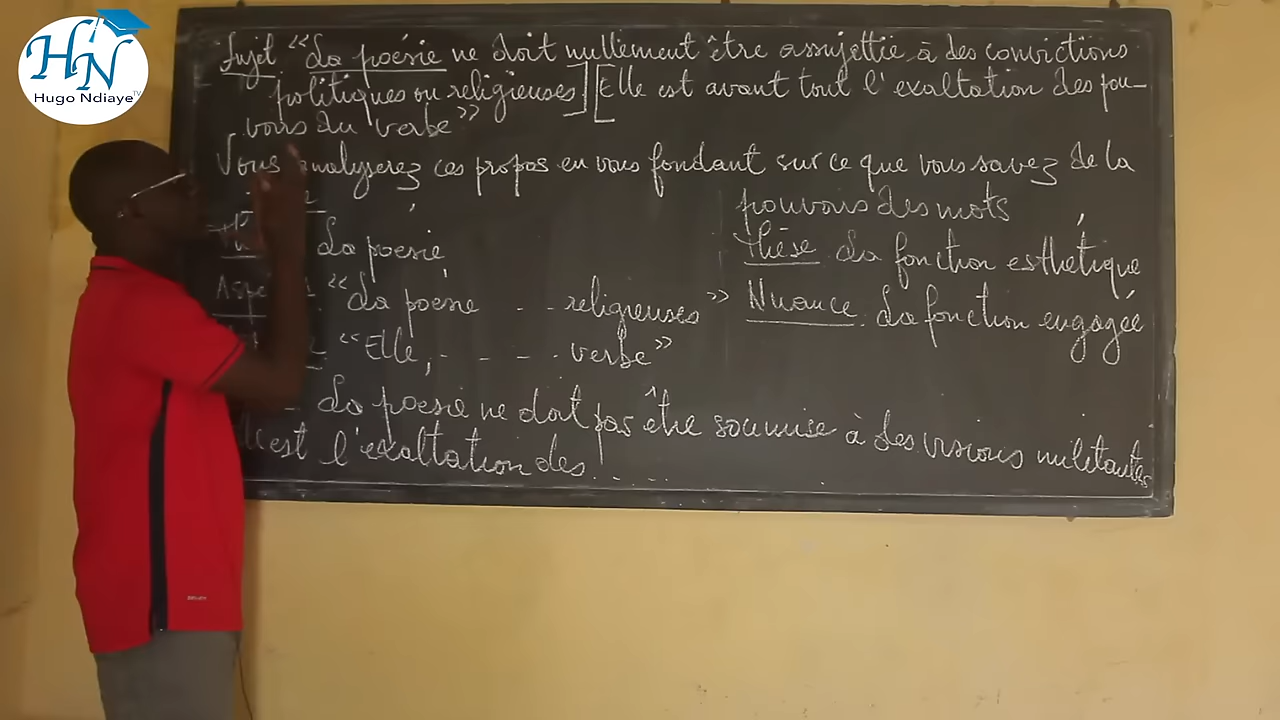 HN
Hugo Ndiaye TV
Sujet "La poésie ne doit nullement être assujettie à des convictions
politiques ou religieuses] [Elle est avant tout l'exaltation des pou-
voirs du verbe"
Vous analyserez ces propos en vous fondant sur ce que vous savez de la
La poésie
"La poésie - - religieuses"
"Elle, - - - . verbe"
pouvoirs des mots
Thèse La fonction esthétique
Nuance. La fonction engagée
- La poésie ne doit pas être soumise à des visions militantes
est l'exaltation des . . . . .